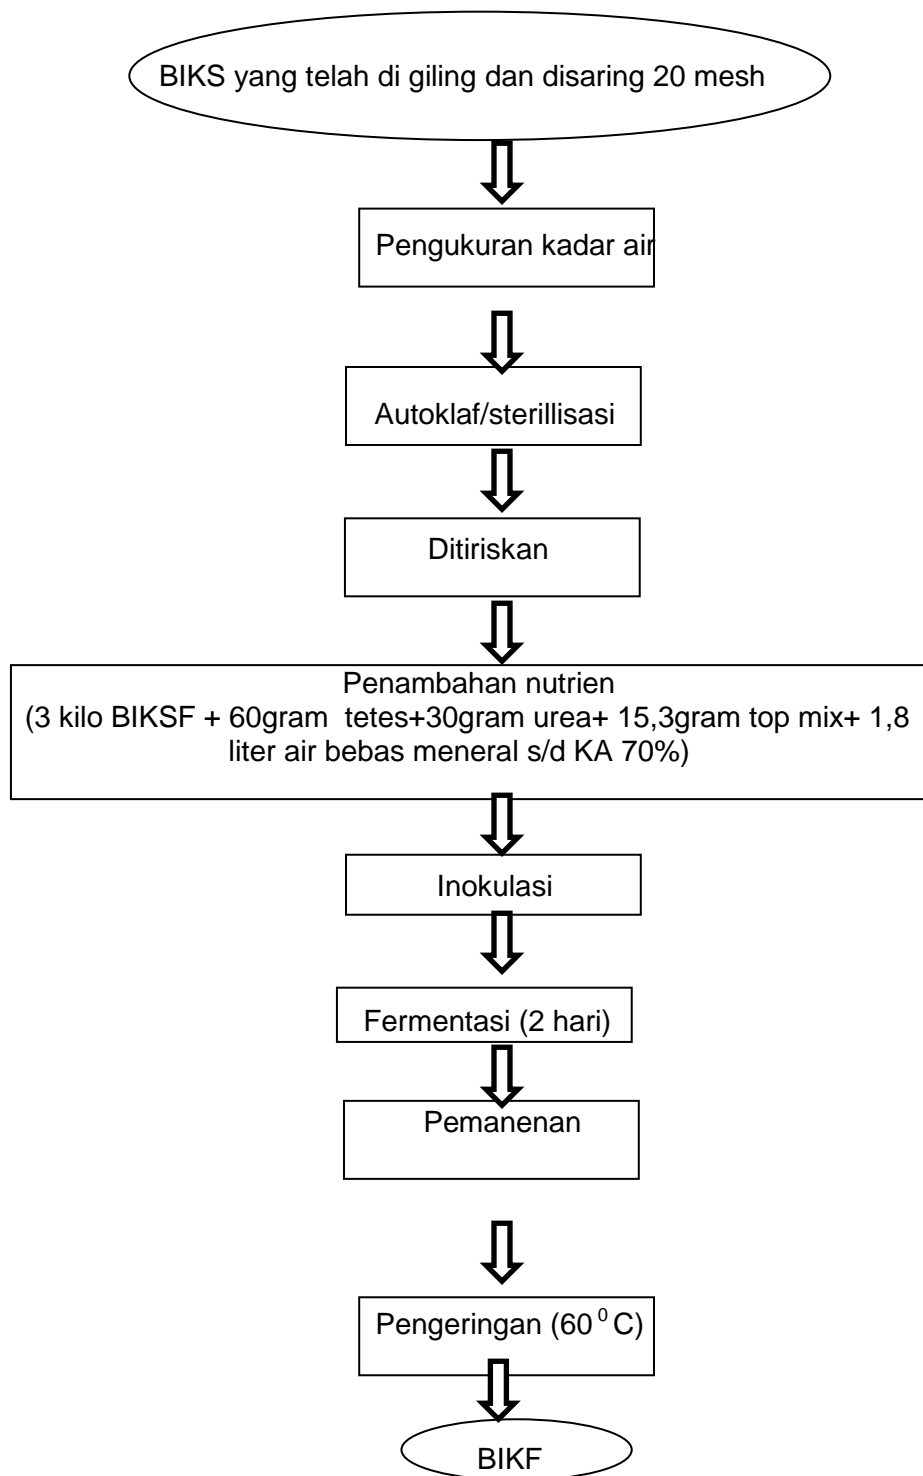 BIKS yang telah di giling dan disaring 20 mesh
Pengukuran kadar air
Autoklaf/sterillisasi
Ditiriskan
Penambahan nutrien
(3 kilo BIKSF + 60gram tetes+30gram urea+ 15,3gram top mix+ 1,8
liter air bebas meneral s/d KA 70%)
Inokulasi
Fermentasi (2 hari)
Pemanenan
Pengeringan (60⁰ C)
BIKF